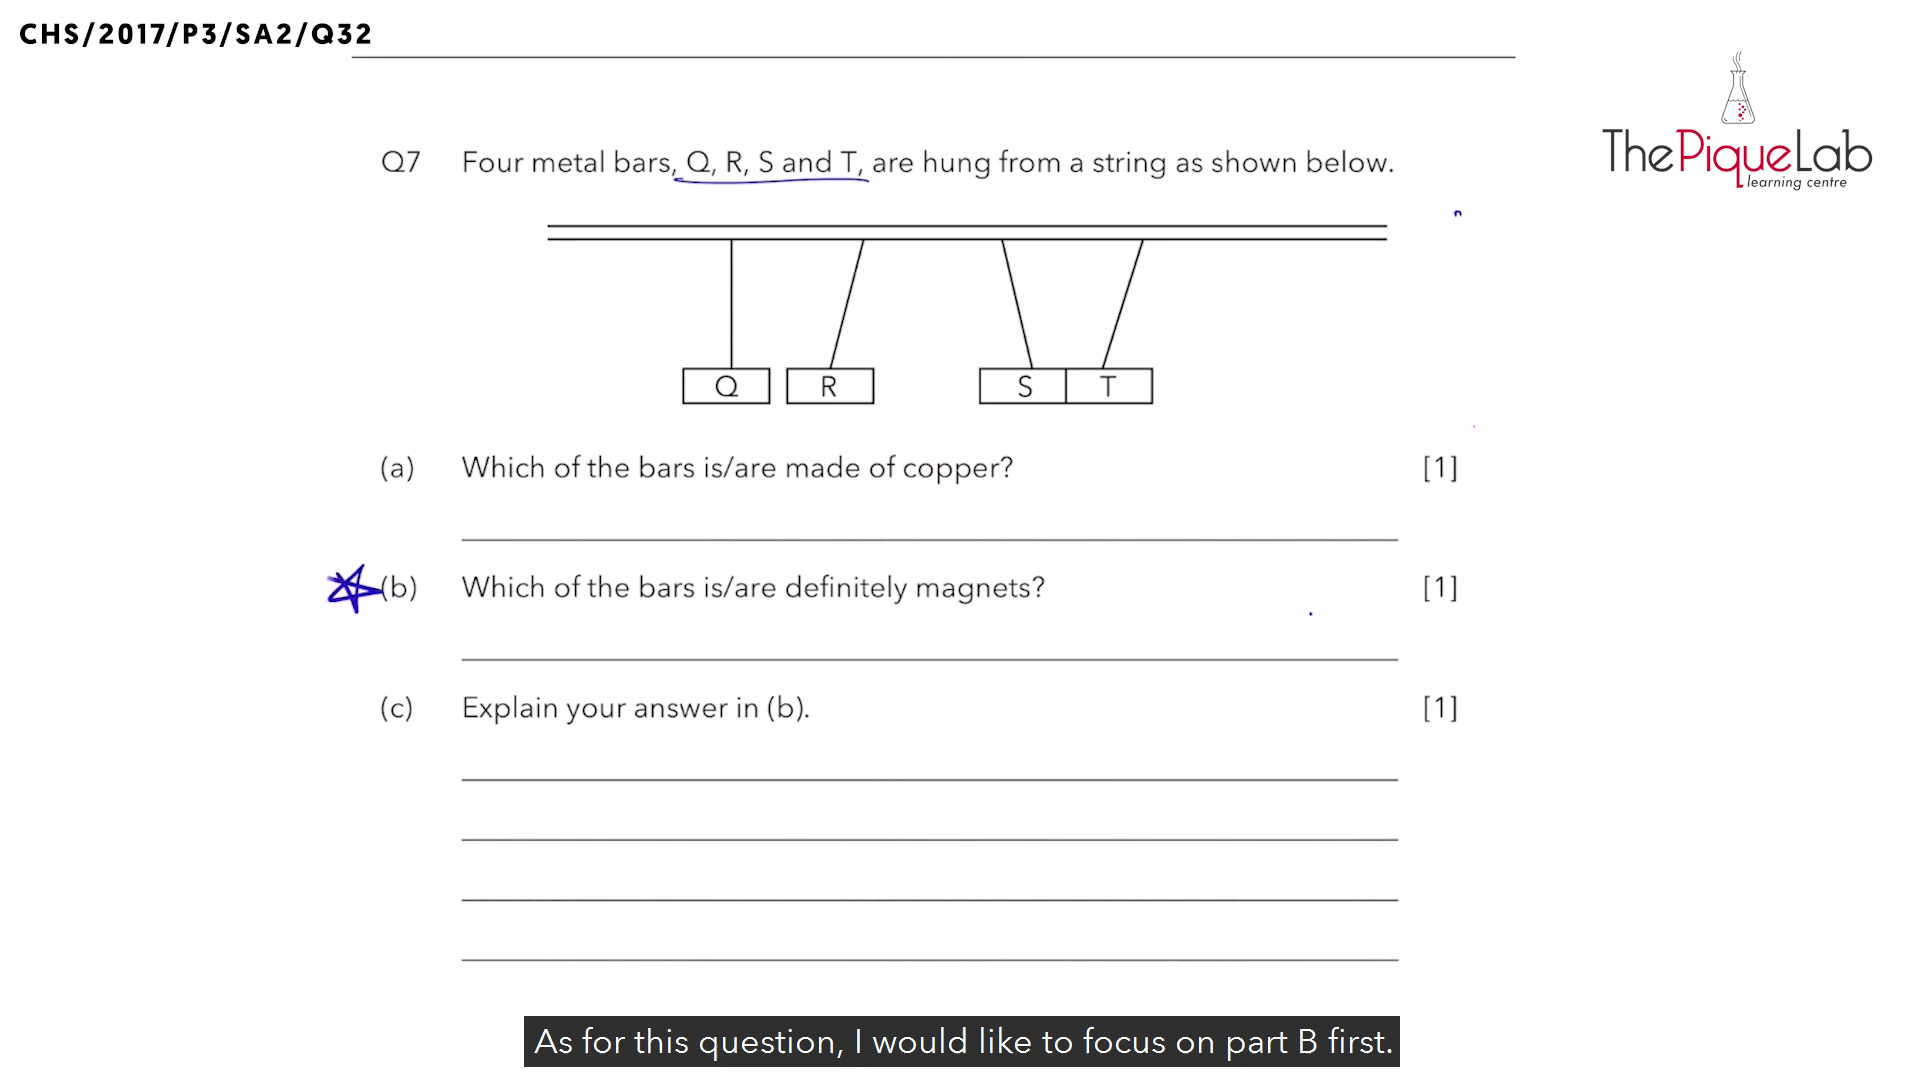 CHS/2017/P3/SA2/Q32
ThePiqueLab
learning centre
Q7 Four metal bars, Q, R, S and T, are hung from a string as shown below.
Q R S T
(a) Which of the bars is/are made of copper? [1]
(b) Which of the bars is/are definitely magnets? [1]
(c) Explain your answer in (b). [1]
As for this question, I would like to focus on part B first.